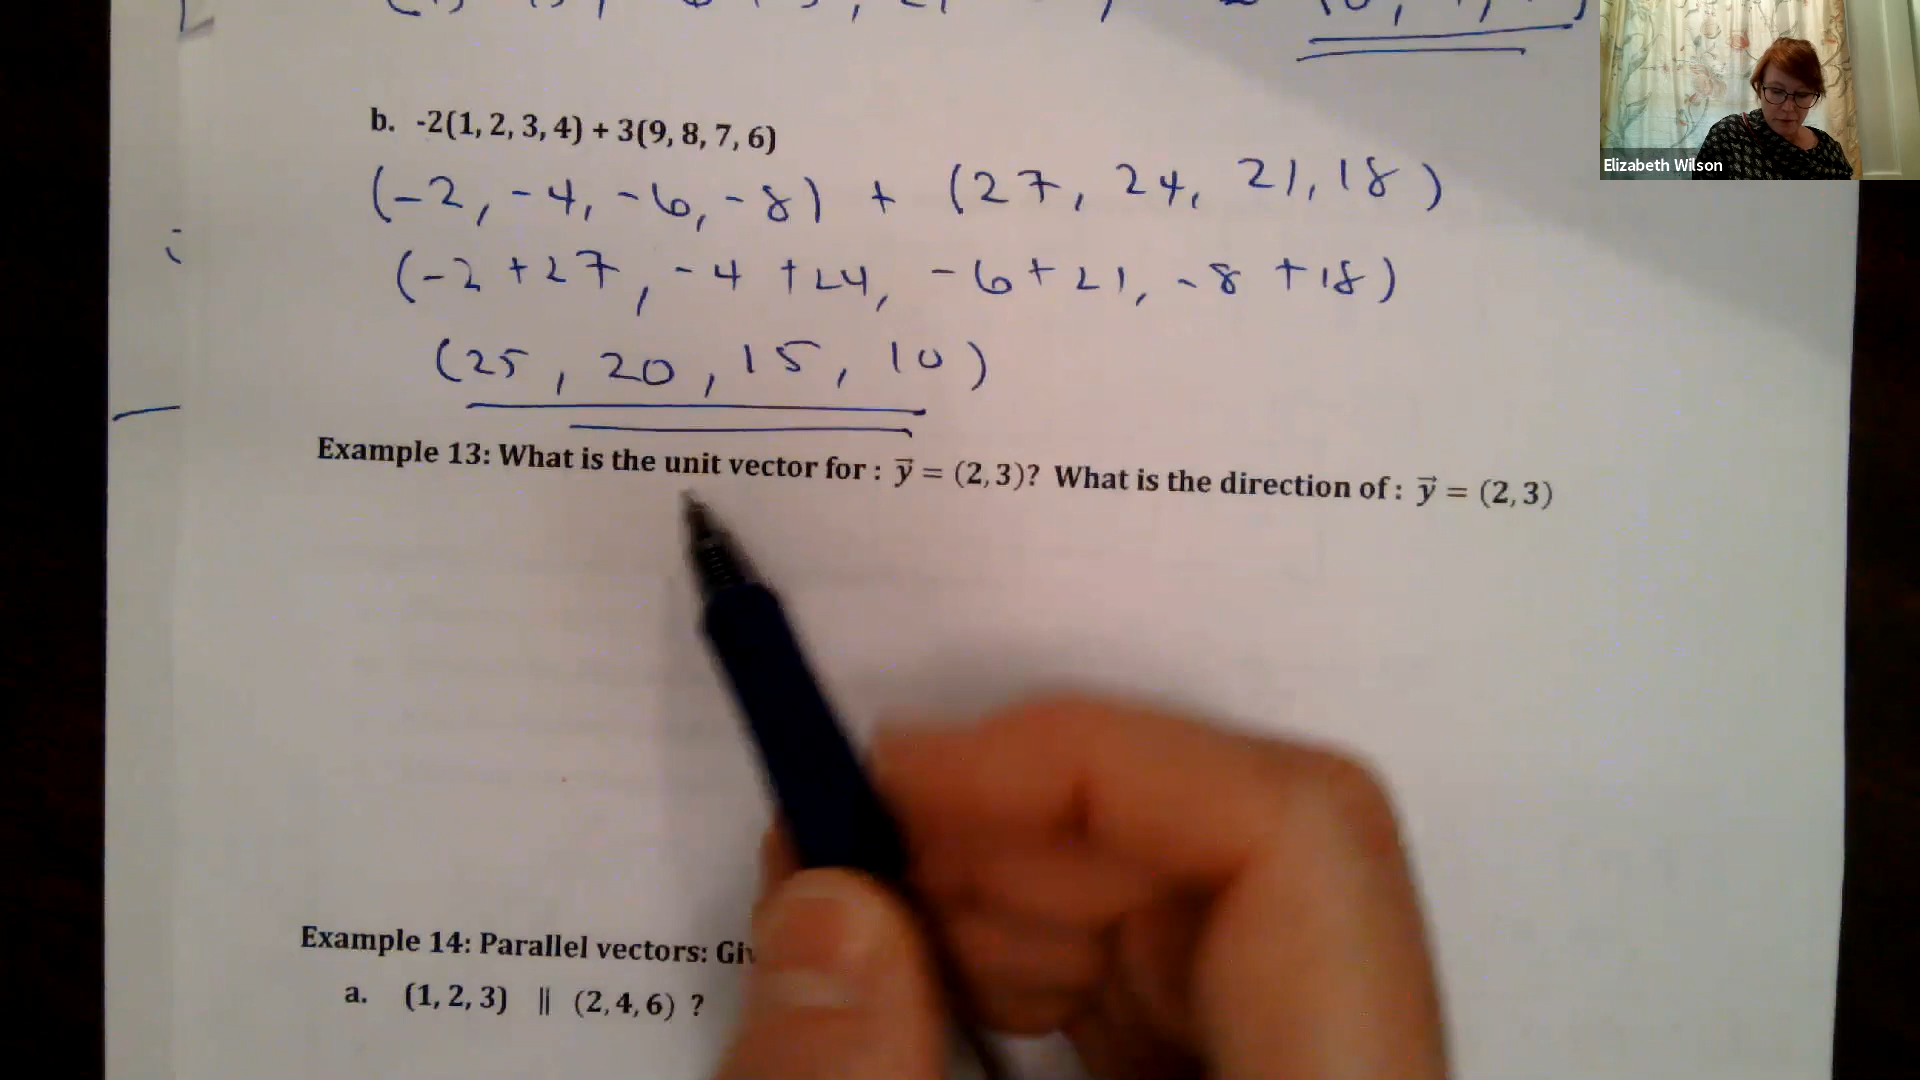 Elizabeth Wilson
b. -2(1, 2, 3, 4) + 3(9, 8, 7, 6)
(-2, -4, -6, -8) + (27, 24, 21, 18)
(-2 +27, -4 +24, -6+21, -8 +18)
(25, 20, 15, 10)
Example 13: What is the unit vector for : y⃗ = (2, 3)? What is the direction of : y⃗ = (2, 3)
Example 14: Parallel vectors:
a. (1, 2, 3) ∥ (2, 4, 6) ?